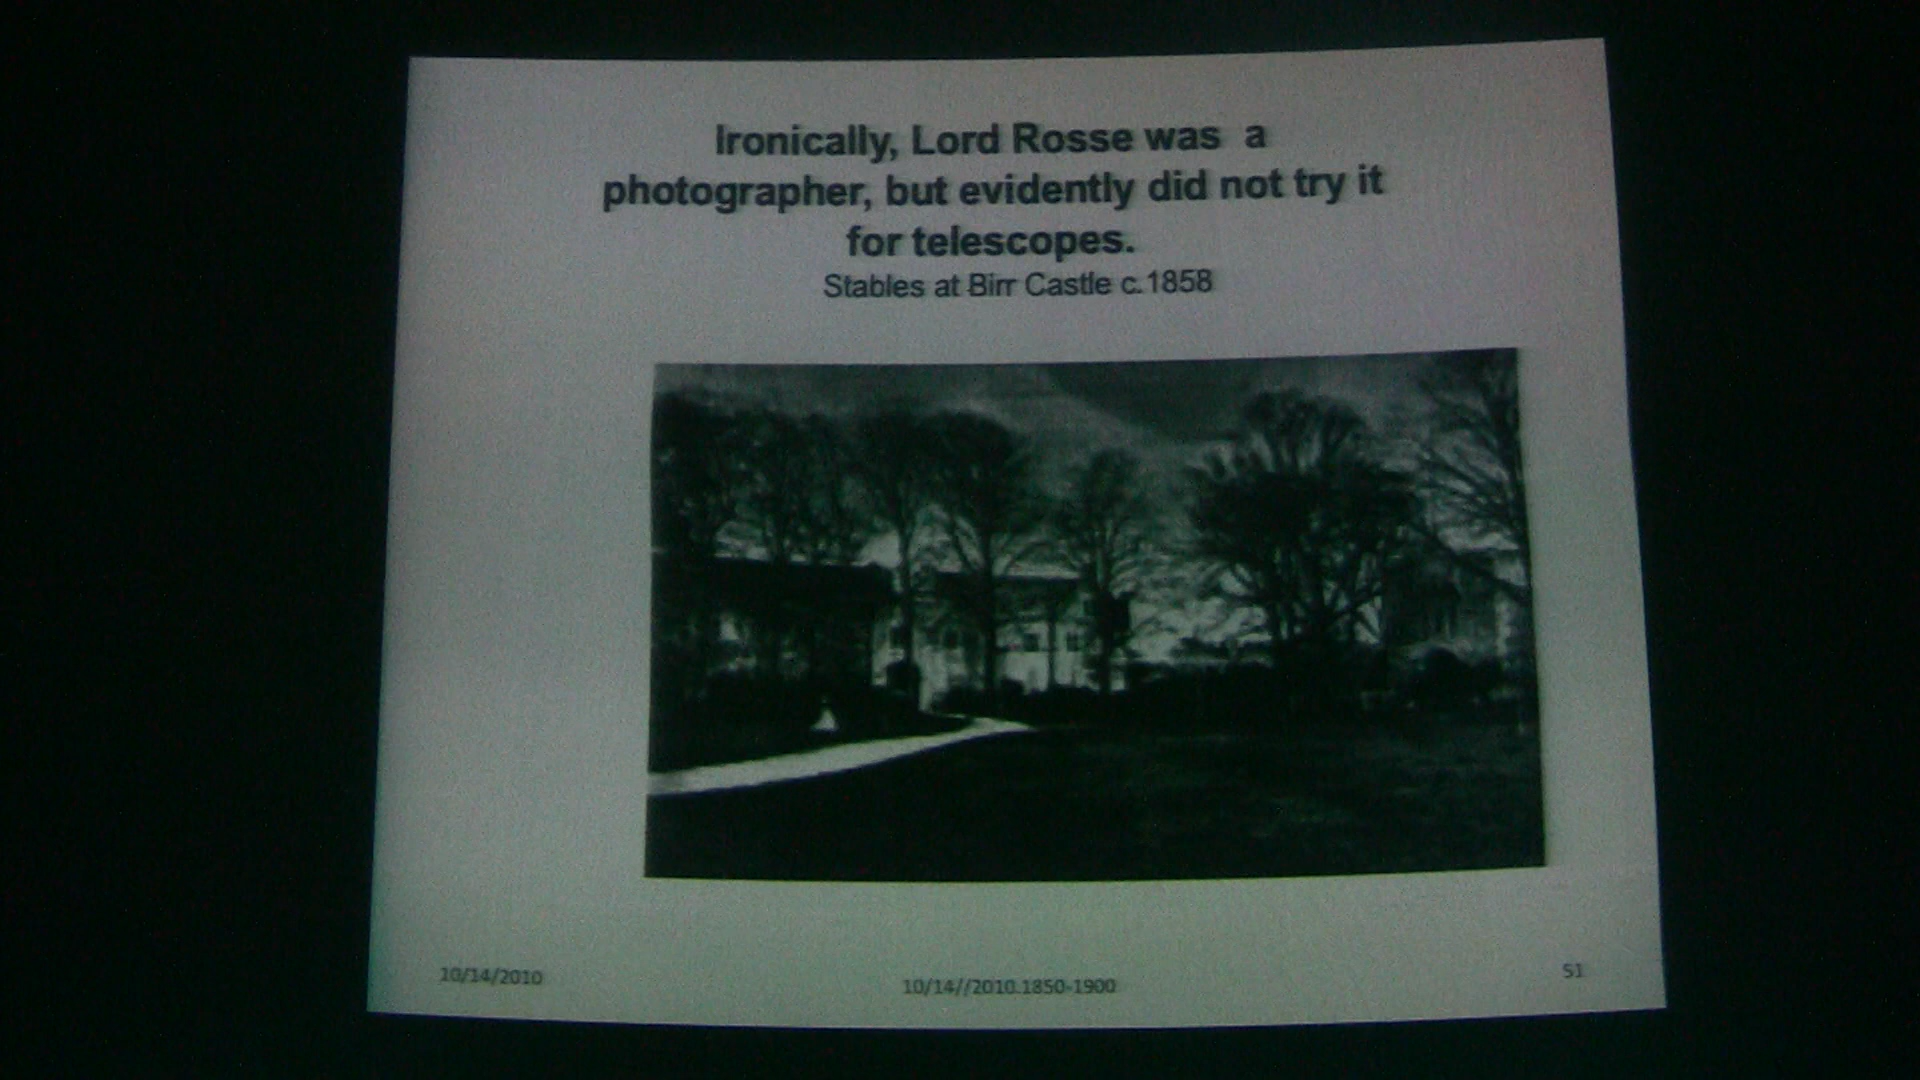 Ironically, Lord Rosse was a
photographer, but evidently did not try it
for telescopes.
Stables at Birr Castle c.1858
10/14/2010
10/14//2010.1850-1900
51